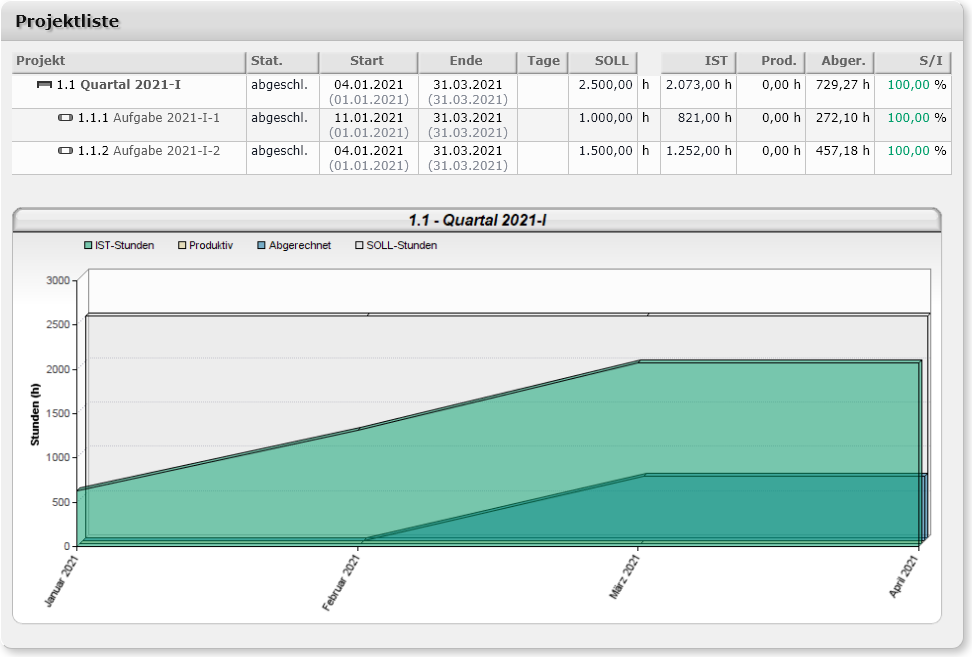 Projektliste
Projekt Stat. Start Ende Tage SOLL IST Prod. Abger. S/I
1.1 Quartal 2021-I abgeschl. 04.01.2021 31.03.2021 2.500,00 h 2.073,00 h 0,00 h 729,27 h 100,00 %
(01.01.2021) (31.03.2021)
1.1.1 Aufgabe 2021-I-1 abgeschl. 11.01.2021 31.03.2021 1.000,00 h 821,00 h 0,00 h 272,10 h 100,00 %
(01.01.2021) (31.03.2021)
1.1.2 Aufgabe 2021-I-2 abgeschl. 04.01.2021 31.03.2021 1.500,00 h 1.252,00 h 0,00 h 457,18 h 100,00 %
(01.01.2021) (31.03.2021)
1.1 - Quartal 2021-I
IST-Stunden Produktiv Abgerechnet SOLL-Stunden
Stunden (h)
3000
2500
2000
1500
1000
500
0
Januar 2021 Februar 2021 März 2021 April 2021